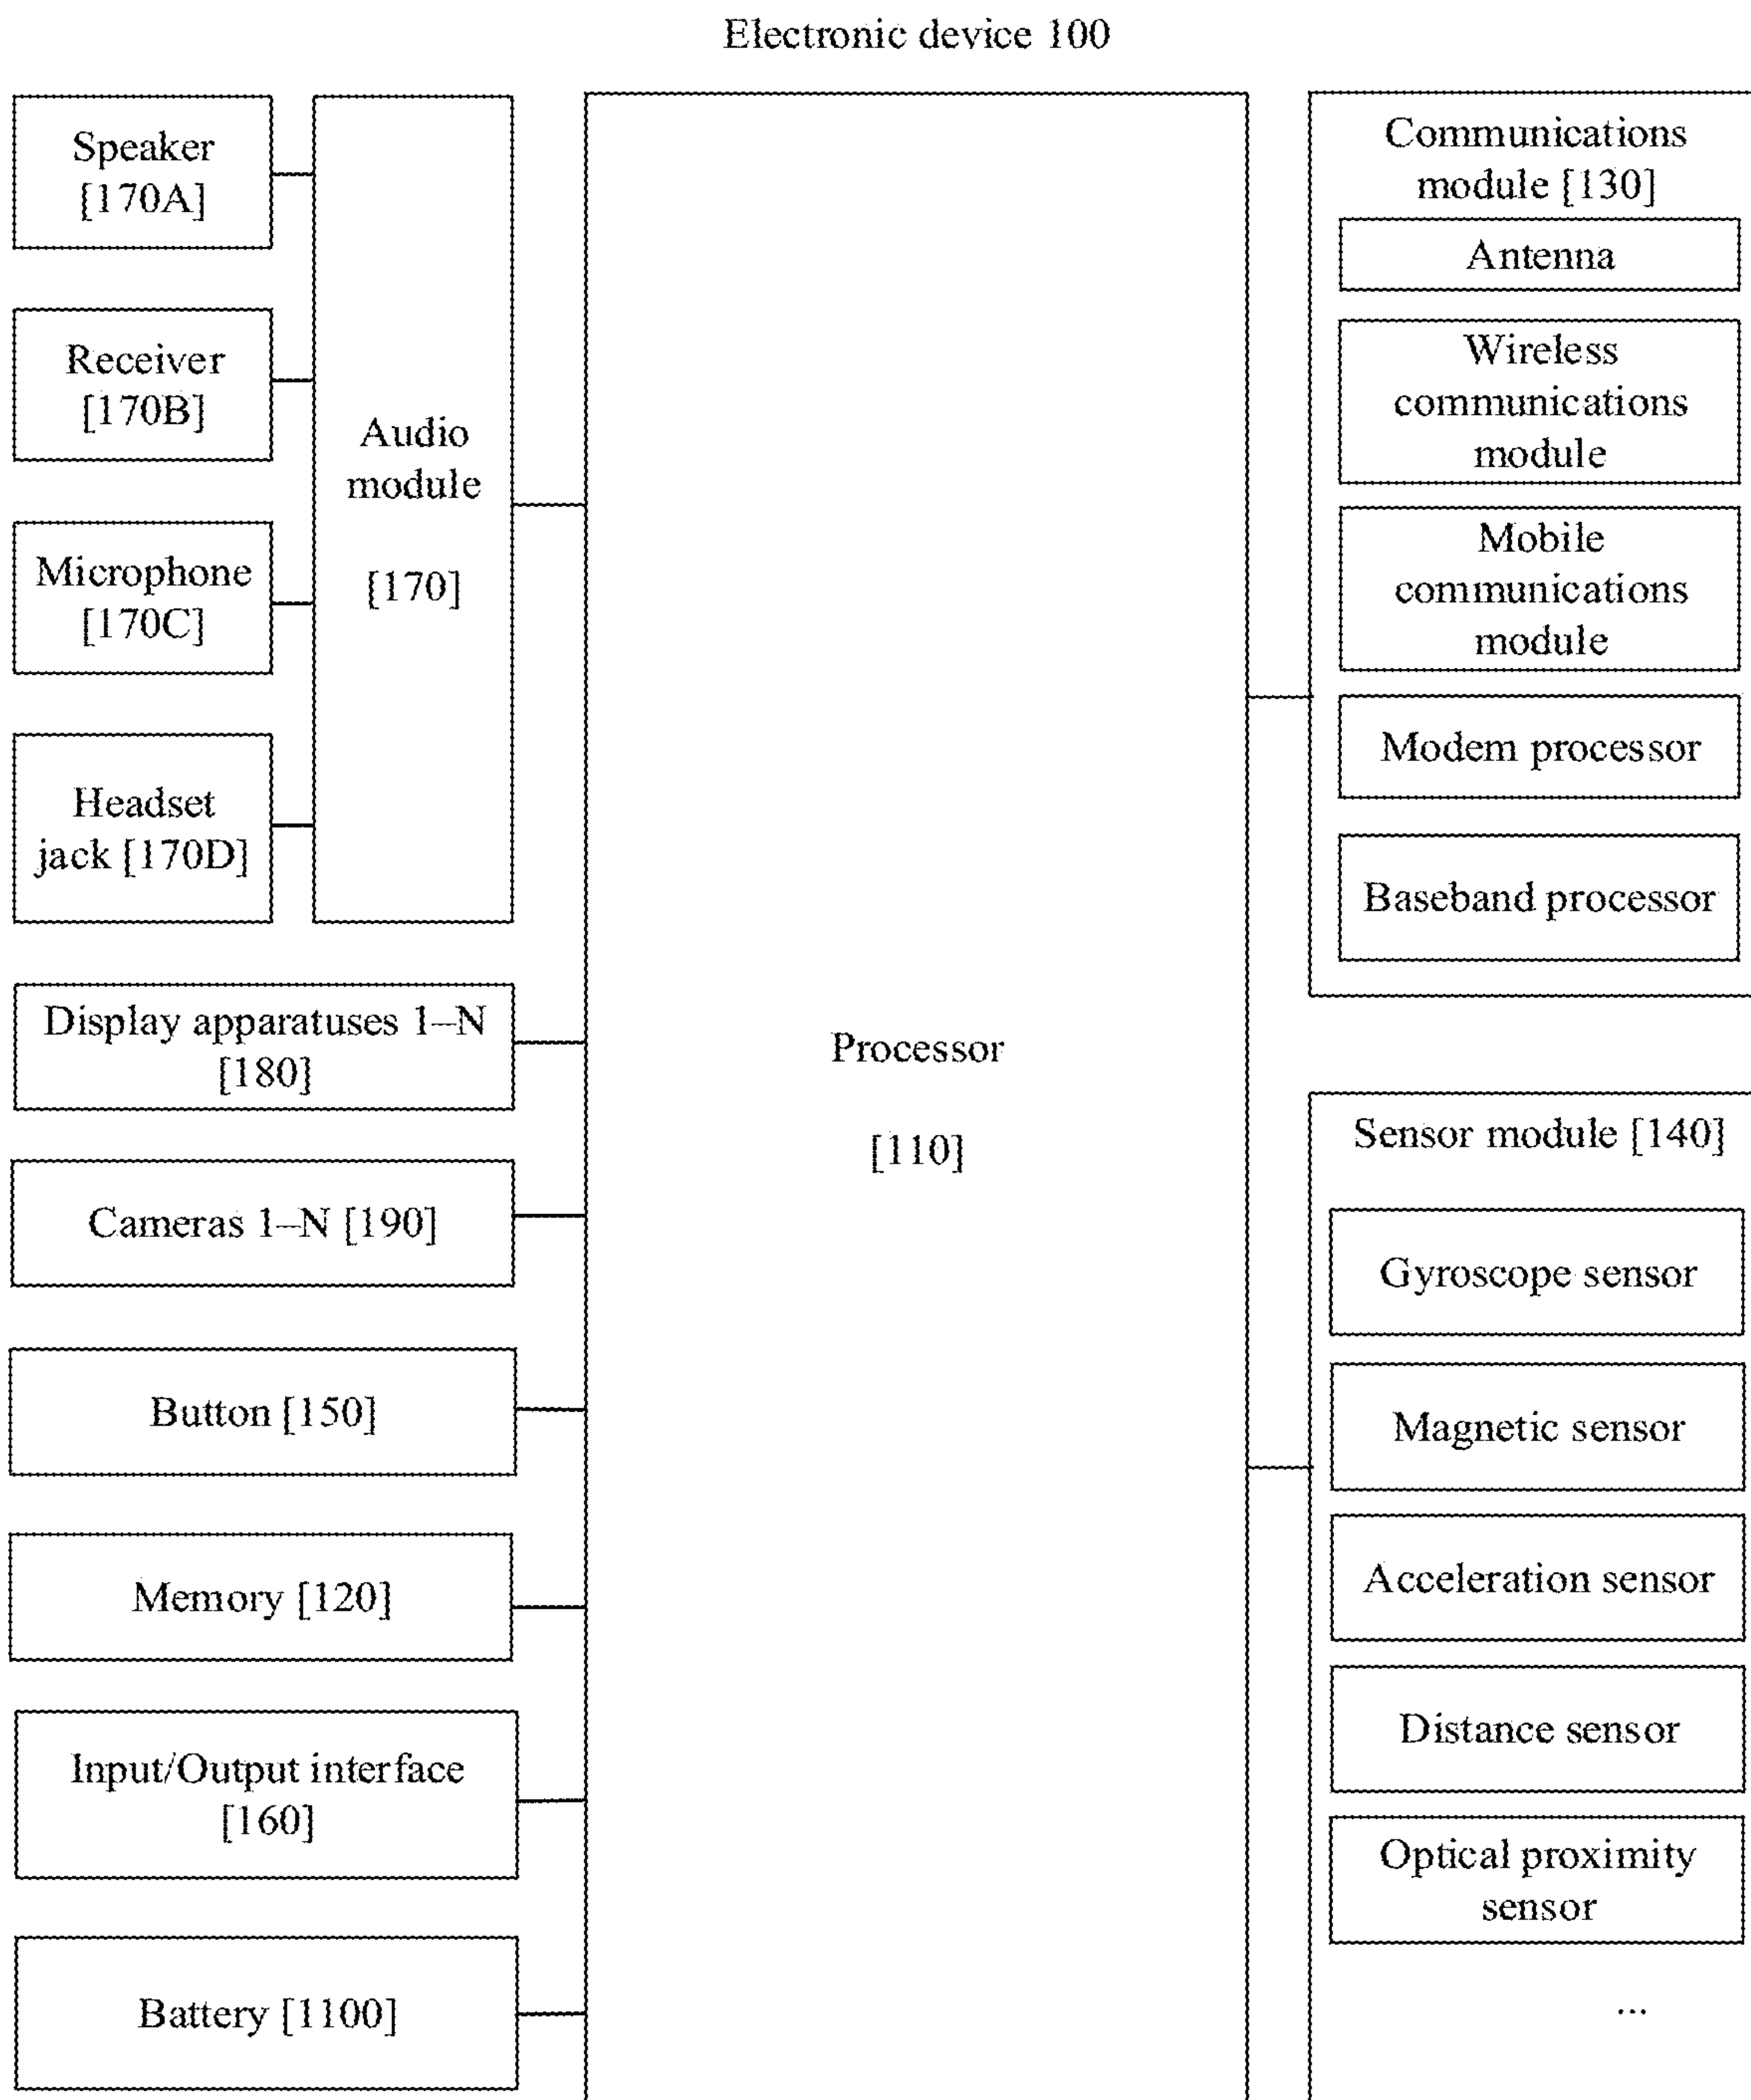 Electronic device 100
Speaker
[170A]
Receiver
[170B]
Microphone
[170C]
Headset
jack [170D]
Audio
module
[170]
Display apparatuses 1–N
[180]
Cameras 1–N [190]
Button [150]
Memory [120]
Input/Output interface
[160]
Battery [1100]
Processor
[110]
Communications
module [130]
Antenna
Wireless
communications
module
Mobile
communications
module
Modem processor
Baseband processor
Sensor module [140]
Gyroscope sensor
Magnetic sensor
Acceleration sensor
Distance sensor
Optical proximity
sensor
...